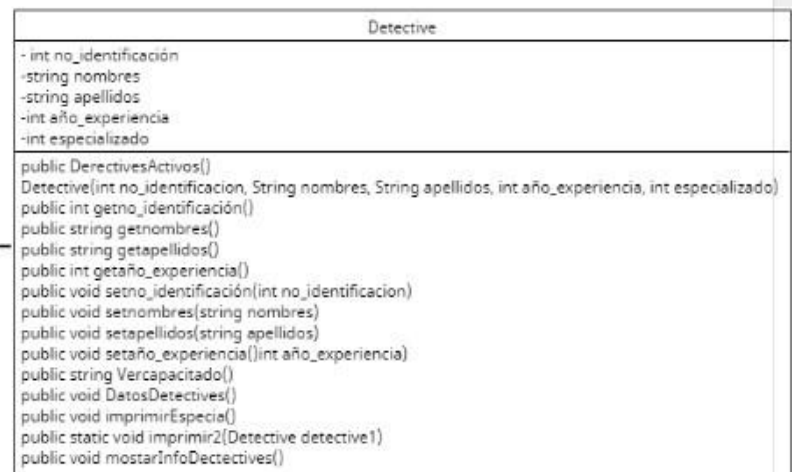 Detective
- int no_identificación
-string nombres
-string apellidos
-int año_experiencia
-int especializado
public DerectivesActivos()
Detective(int no_identificacion, String nombres, String apellidos, int año_experiencia, int especializado)
public int getno_identificación()
public string getnombres()
public string getapellidos()
public int getaño_experiencia()
public void setno_identificación(int no_identificacion)
public void setnombres(string nombres)
public void setapellidos(string apellidos)
public void setaño_experiencia()int año_experiencia)
public string Vercapacitado()
public void DatosDetectives()
public void imprimirEspecia()
public static void imprimir2(Detective detective1)
public void mostarInfoDectectives()